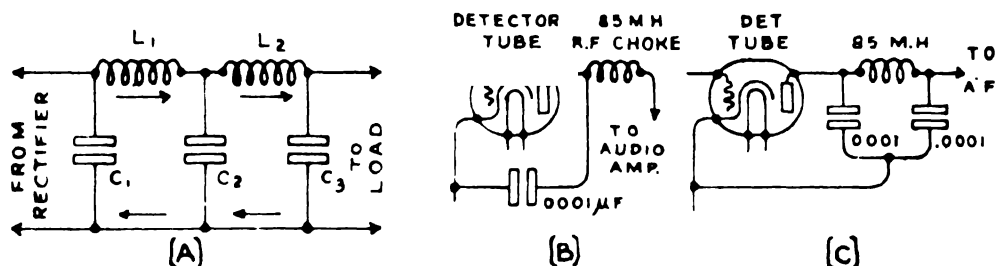 L₁
L₂
FROM RECTIFIER
C₁
C₂
C₃
TO LOAD
(A)
DETECTOR
TUBE
85 MH
R.F CHOKE
TO
AUDIO
AMP.
.0001µF
(B)
DET
TUBE
85 M.H
TO
A F
.0001
.0001
(C)